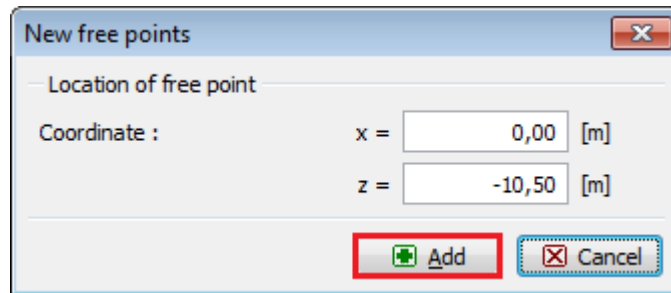 New free points
Location of free point
Coordinate : x = 0,00 [m]
z = -10,50 [m]
Add Cancel